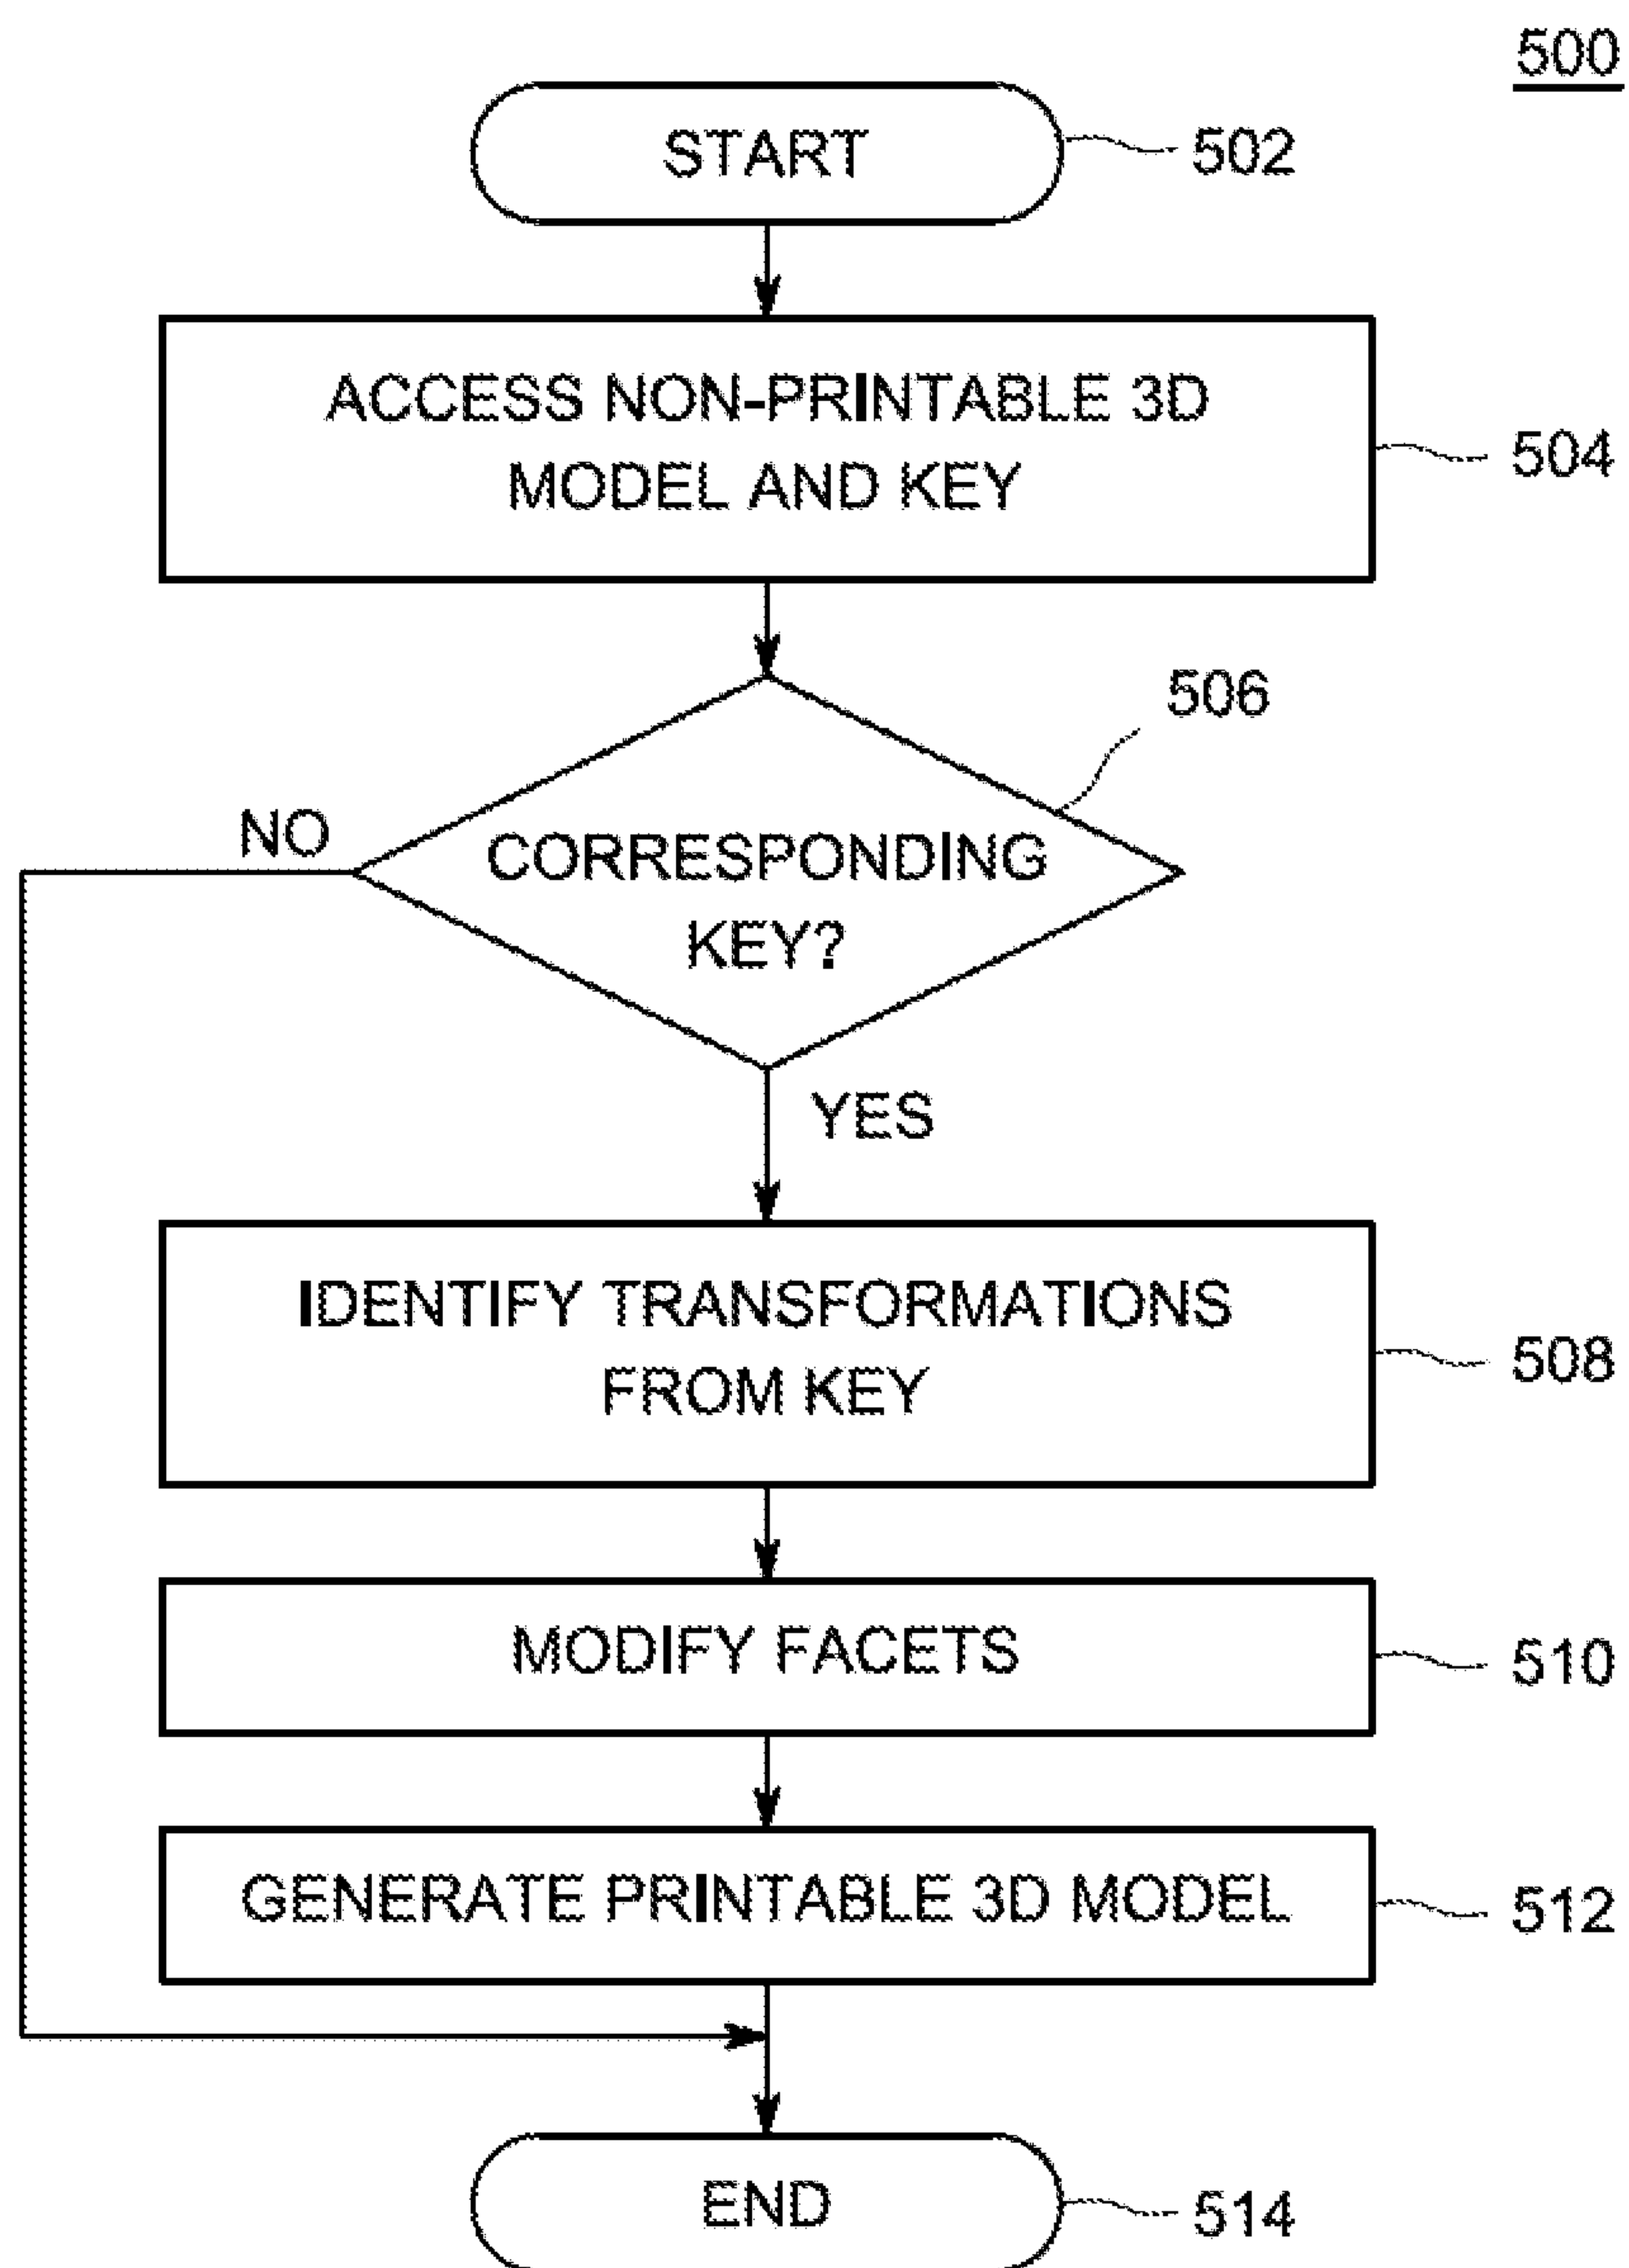 500
START
502
ACCESS NON-PRINTABLE 3D
MODEL AND KEY
504
506
NO
CORRESPONDING
KEY?
YES
IDENTIFY TRANSFORMATIONS
FROM KEY
508
MODIFY FACETS
510
GENERATE PRINTABLE 3D MODEL
512
END
514